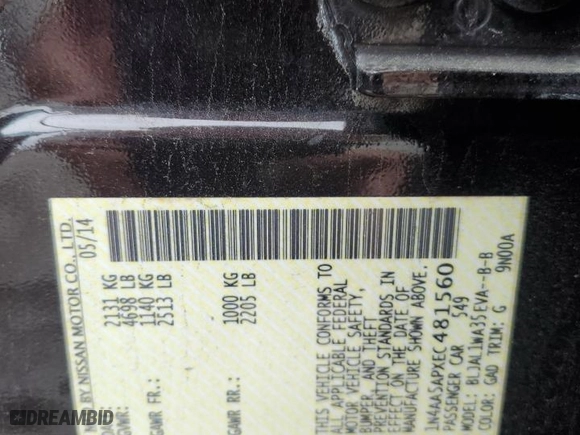 D BY NISSAN MOTOR CO., LTD.
05/14
GVWR: 2131 KG
4698 LB
GAWR FR.: 1140 KG
2513 LB
GAWR RR.: 1000 KG
2205 LB
THIS VEHICLE CONFORMS TO
ALL APPLICABLE FEDERAL
MOTOR VEHICLE SAFETY,
BUMPER, AND THEFT
PREVENTION STANDARDS IN
EFFECT ON THE DATE OF
MANUFACTURE SHOWN ABOVE.
1N4AA5APXEC481560
PASSENGER CAR 549
BLJALLWA35EVA--B-B
COLOR: GAD TRIM: G 9N00A
DREAMBID